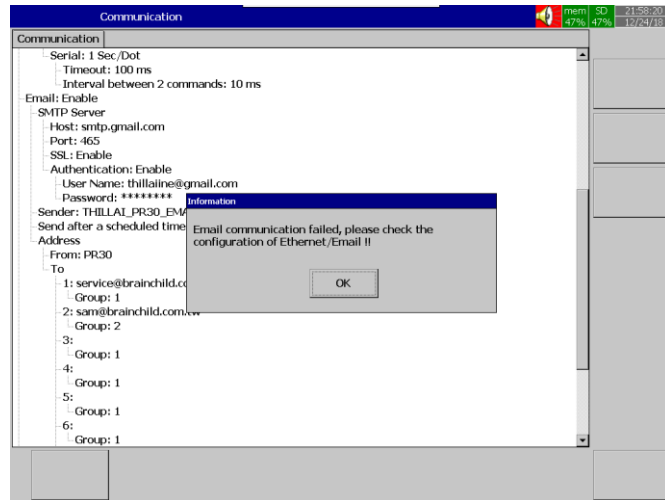 Communication
mem 47%
SD 47%
21:58:20
12/24/18
Communication
Serial: 1 Sec/Dot
Timeout: 100 ms
Interval between 2 commands: 10 ms
Email: Enable
SMTP Server
Host: smtp.gmail.com
Port: 465
SSL: Enable
Authentication: Enable
User Name: thillaiine@gmail.com
Password: ********
Sender: THILLAI_PR30_EMA
Send after a scheduled time
Address
From: PR30
To
1: service@brainchild.co
Group: 1
2: sam@brainchild.com.tw
Group: 2
3:
Group: 1
4:
Group: 1
5:
Group: 1
6:
Group: 1
Information
Email communication failed, please check the
configuration of Ethernet/Email !!
OK